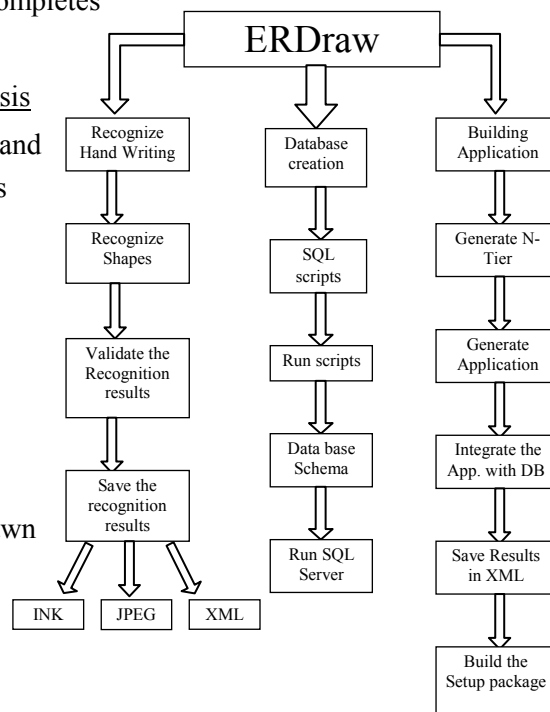 ompletes
sis
and
s
wn
ERDraw
Recognize
Hand Writing
Recognize
Shapes
Validate the
Recognition
results
Save the
recognition
results
INK
JPEG
XML
Database
creation
SQL
scripts
Run scripts
Data base
Schema
Run SQL
Server
Building
Application
Generate N-
Tier
Generate
Application
Integrate the
App. with DB
Save Results
in XML
Build the
Setup package